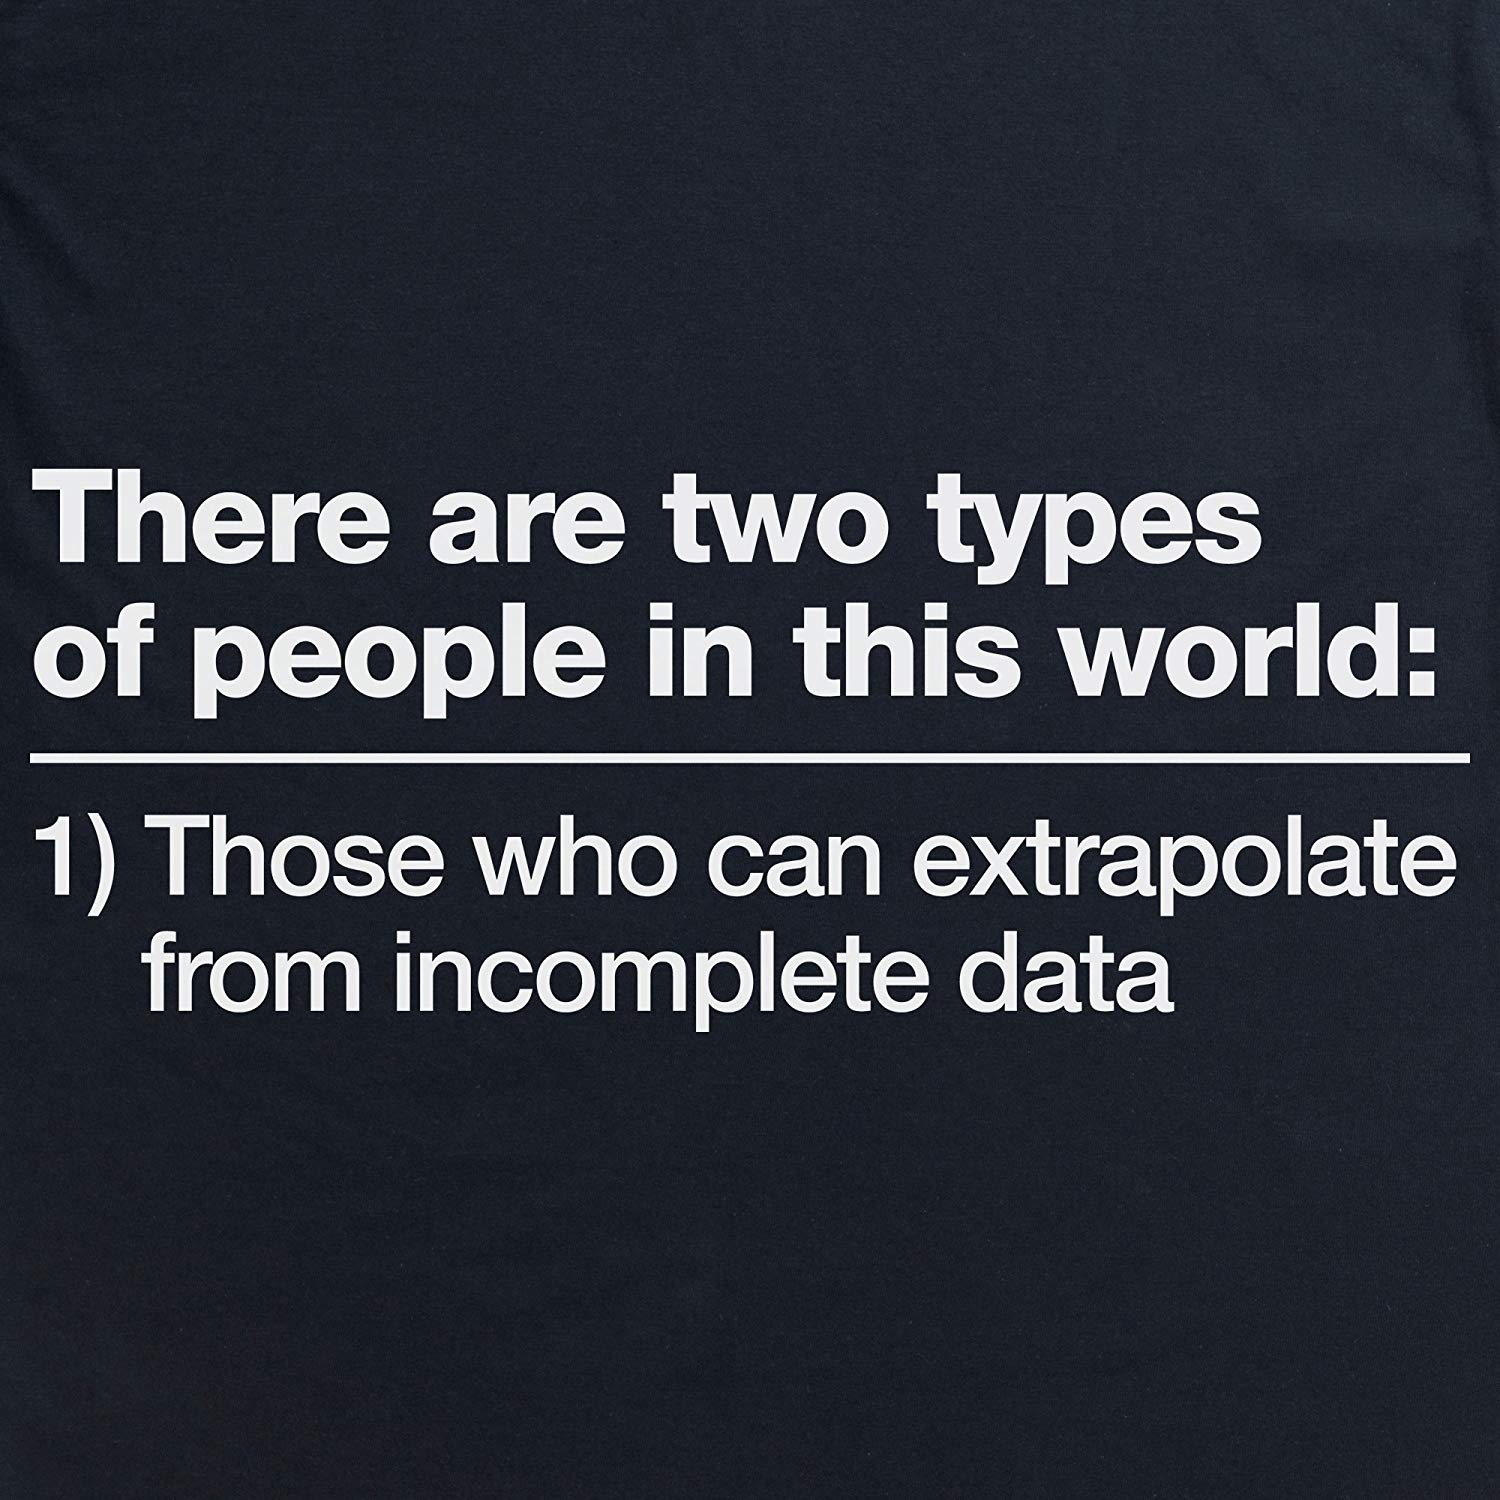 There are two types
of people in this world:
1) Those who can extrapolate
from incomplete data